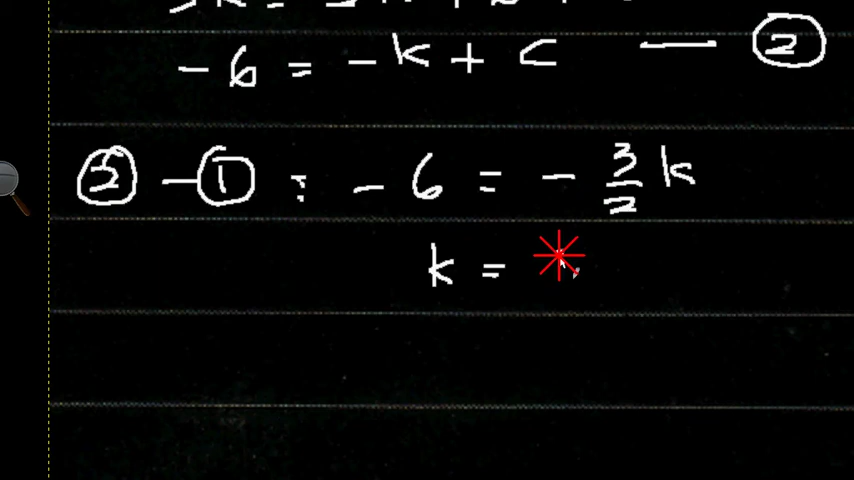 - 6 = - k + c — ②
② - ① : - 6 = - 3/2 k
k =